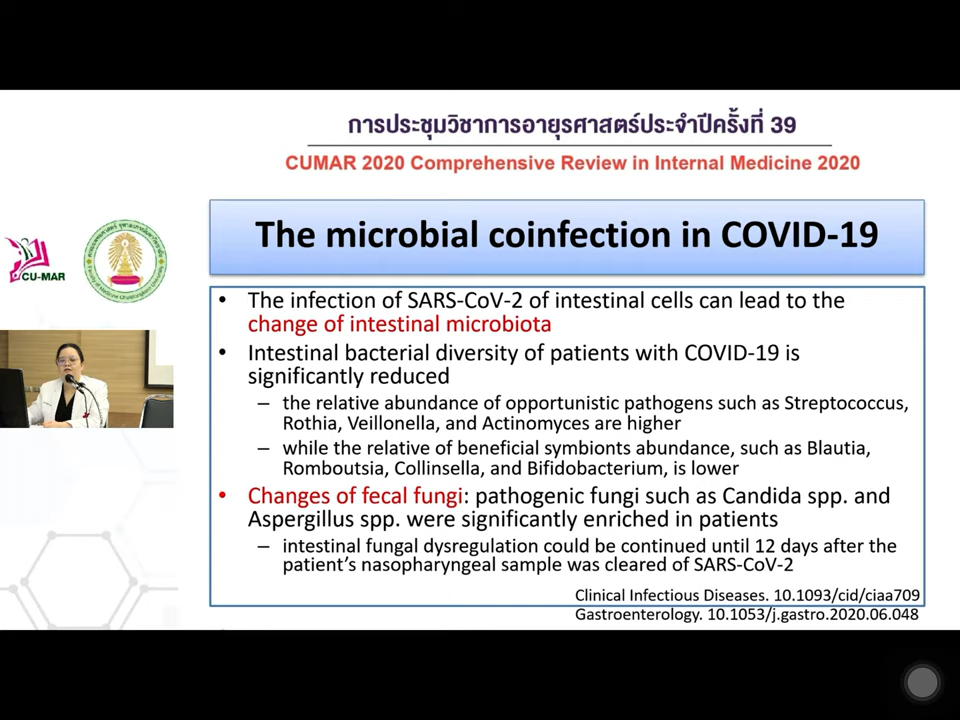 การประชุมวิชาการอายุรศาสตร์ประจำปีครั้งที่ 39
CUMAR 2020 Comprehensive Review in Internal Medicine 2020
CU-MAR
The microbial coinfection in COVID-19
• The infection of SARS-CoV-2 of intestinal cells can lead to the
change of intestinal microbiota
• Intestinal bacterial diversity of patients with COVID-19 is
significantly reduced
– the relative abundance of opportunistic pathogens such as Streptococcus,
Rothia, Veillonella, and Actinomyces are higher
– while the relative of beneficial symbionts abundance, such as Blautia,
Romboutsia, Collinsella, and Bifidobacterium, is lower
• Changes of fecal fungi: pathogenic fungi such as Candida spp. and
Aspergillus spp. were significantly enriched in patients
– intestinal fungal dysregulation could be continued until 12 days after the
patient's nasopharyngeal sample was cleared of SARS-CoV-2
Clinical Infectious Diseases. 10.1093/cid/ciaa709
Gastroenterology. 10.1053/j.gastro.2020.06.048